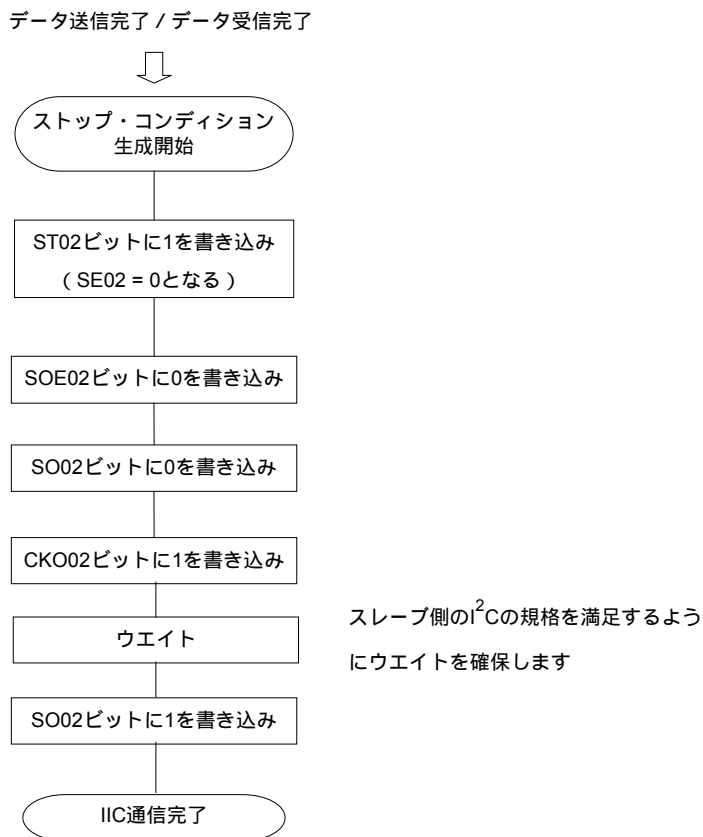 データ送信完了 / データ受信完了
ストップ・コンディション
生成開始
ST02ビットに1を書き込み
( SE02 = 0となる )
SOE02ビットに0を書き込み
SO02ビットに0を書き込み
CKO02ビットに1を書き込み
ウエイト
スレーブ側のI²Cの規格を満足するよう
にウエイトを確保します
SO02ビットに1を書き込み
IIC通信完了